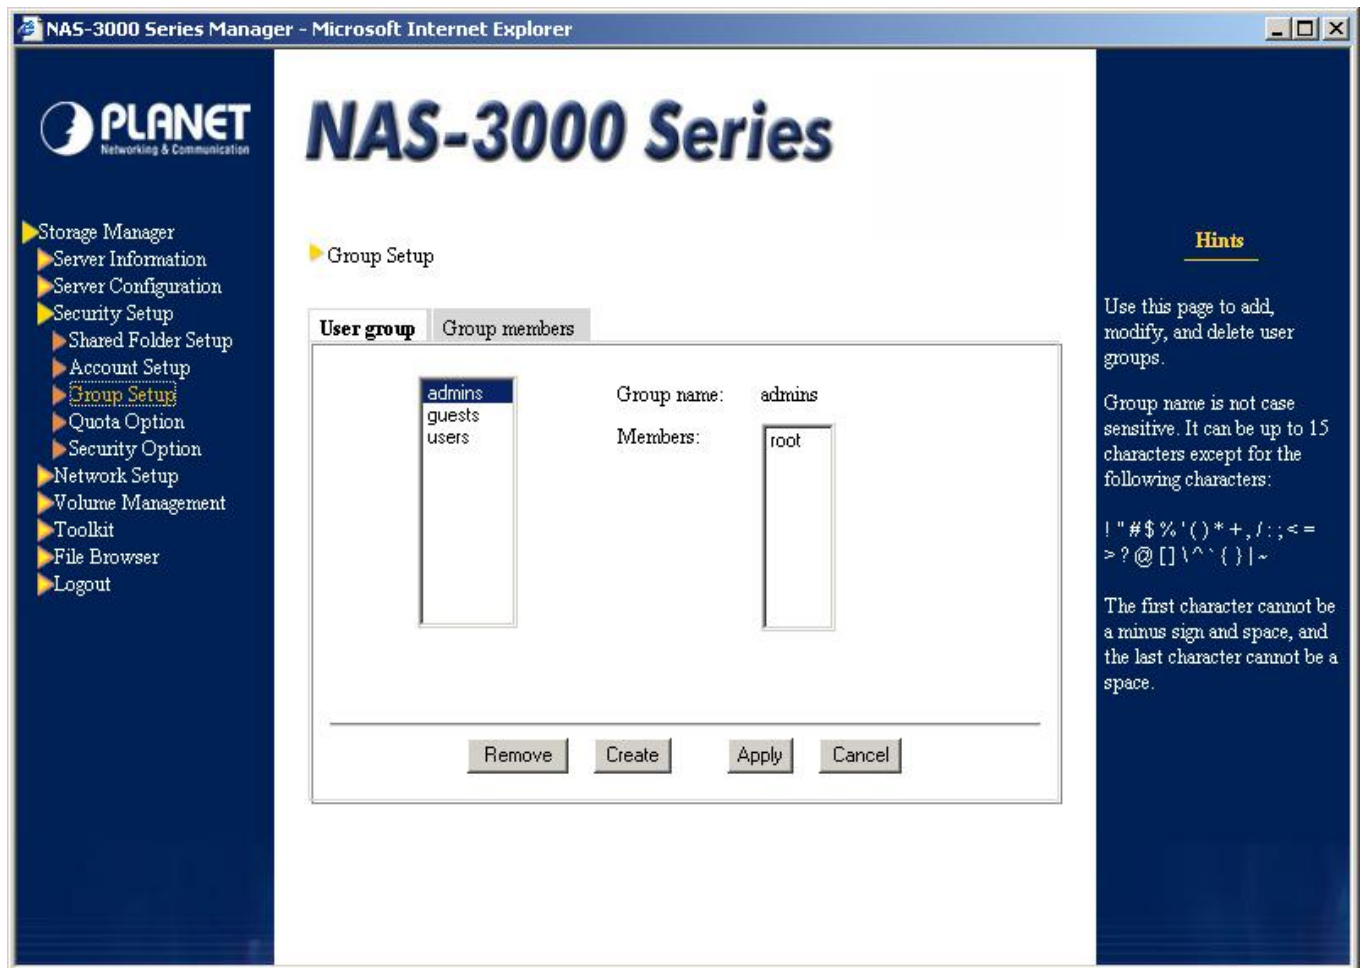 NAS-3000 Series Manager - Microsoft Internet Explorer
PLANET
Networking & Communication
NAS-3000 Series
Storage Manager
Server Information
Server Configuration
Security Setup
Shared Folder Setup
Account Setup
Group Setup
Quota Option
Security Option
Network Setup
Volume Management
Toolkit
File Browser
Logout
Group Setup
User group
Group members
admins
guests
users
Group name: admins
Members:
root
Remove
Create
Apply
Cancel
Hints
Use this page to add,
modify, and delete user
groups.
Group name is not case
sensitive. It can be up to 15
characters except for the
following characters:
! " # $ % ' ( ) * + , / : ; < =
> ? @ [ ] \ ^ ` { } | ~
The first character cannot be
a minus sign and space, and
the last character cannot be a
space.